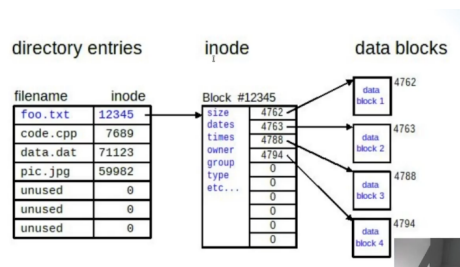 directory entries
inode
data blocks
filename inode
foo.txt 12345
code.cpp 7689
data.dat 71123
pic.jpg 59982
unused 0
unused 0
unused 0
Block #12345
size
dates
times
owner
group
type
etc...
4762
4763
4788
4794
0
0
0
0
0
0
data
block 1
4762
data
block 2
4763
data
block 3
4788
data
block 4
4794